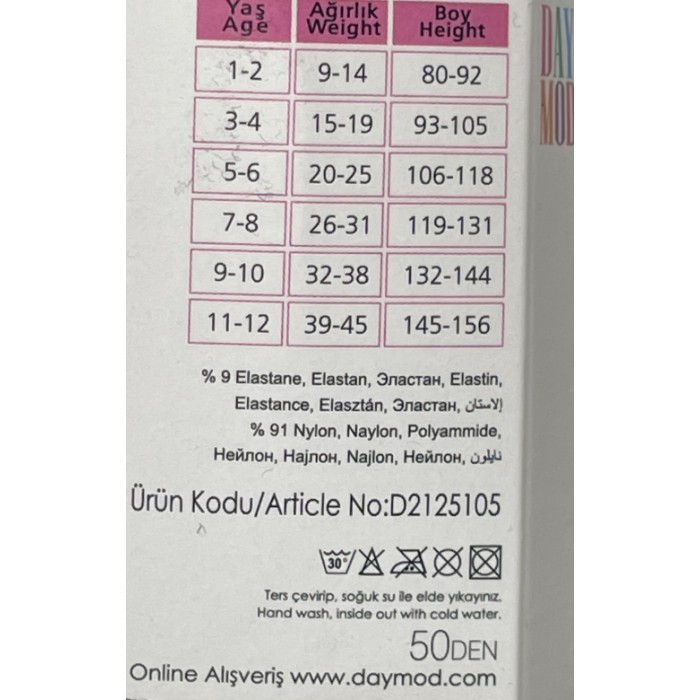 Yaş Ağırlık Boy
Age Weight Height
1-2 9-14 80-92
3-4 15-19 93-105
5-6 20-25 106-118
7-8 26-31 119-131
9-10 32-38 132-144
11-12 39-45 145-156
% 9 Elastane, Elastan, Эластан, Elastin,
Elastance, Elasztán, Эластан, إلاستان
% 91 Nylon, Naylon, Polyammide,
Нейлон, Најлон, Najlon, Нейлон, نايلون
Ürün Kodu/Article No:D2125105
30°
Ters çevirip, soğuk su ile elde yıkayınız.
Hand wash, inside out with cold water.
50DEN
Online Alışveriş www.daymod.com
DAY
MOD